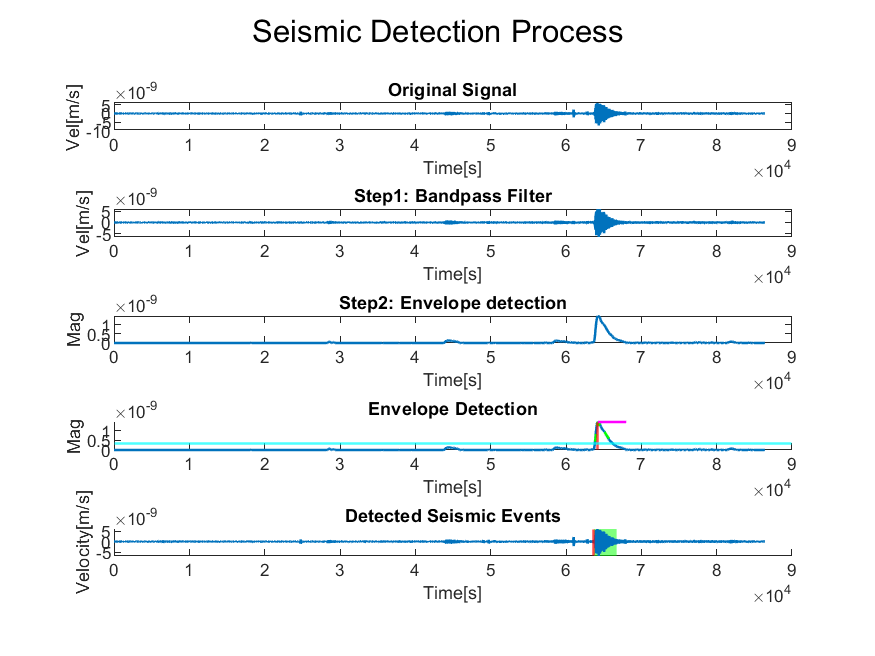 Seismic Detection Process
×10-9
Original Signal
5
0
-5
-10
Vel[m/s]
0 1 2 3 4 5 6 7 8 9
Time[s]
×104
×10-9
Step1: Bandpass Filter
5
0
-5
Vel[m/s]
0 1 2 3 4 5 6 7 8 9
Time[s]
×104
×10-9
Step2: Envelope detection
1
0.5
0
Mag
0 1 2 3 4 5 6 7 8 9
Time[s]
×104
×10-9
Envelope Detection
1
0.5
0
Mag
0 1 2 3 4 5 6 7 8 9
Time[s]
×104
×10-9
Detected Seismic Events
5
0
-5
Velocity[m/s]
0 1 2 3 4 5 6 7 8 9
Time[s]
×104